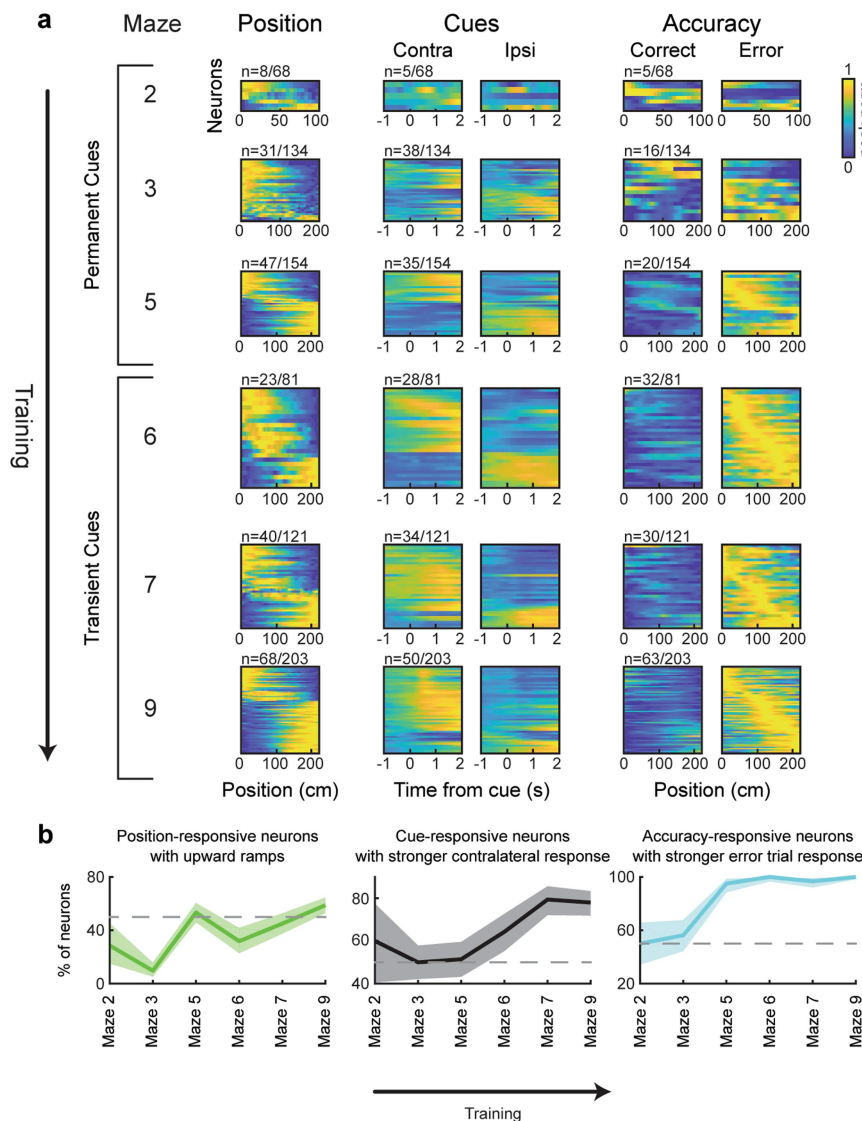 a
Maze
Position
Cues
Accuracy
Contra
Ipsi
Correct
Error
Training
Permanent Cues
Transient Cues
Neurons
2
n=8/68
0 50 100
n=5/68
-1 0 1 2
-1 0 1 2
n=5/68
0 50 100
0 50 100
1
0
3
n=31/134
0 100 200
n=38/134
-1 0 1 2
-1 0 1 2
n=16/134
0 100 200
0 100 200
5
n=47/154
0 100 200
n=35/154
-1 0 1 2
-1 0 1 2
n=20/154
0 100 200
0 100 200
6
n=23/81
0 100 200
n=28/81
-1 0 1 2
-1 0 1 2
n=32/81
0 100 200
0 100 200
7
n=40/121
0 100 200
n=34/121
-1 0 1 2
-1 0 1 2
n=30/121
0 100 200
0 100 200
9
n=68/203
0 100 200
n=50/203
-1 0 1 2
-1 0 1 2
n=63/203
0 100 200
0 100 200
Position (cm)
Time from cue (s)
Position (cm)
b
Position-responsive neurons
with upward ramps
% of neurons
80
40
0
Maze 2
Maze 3
Maze 5
Maze 6
Maze 7
Maze 9
Cue-responsive neurons
with stronger contralateral response
100
80
60
40
Maze 2
Maze 3
Maze 5
Maze 6
Maze 7
Maze 9
Accuracy-responsive neurons
with stronger error trial response
100
60
20
Maze 2
Maze 3
Maze 5
Maze 6
Maze 7
Maze 9
Training